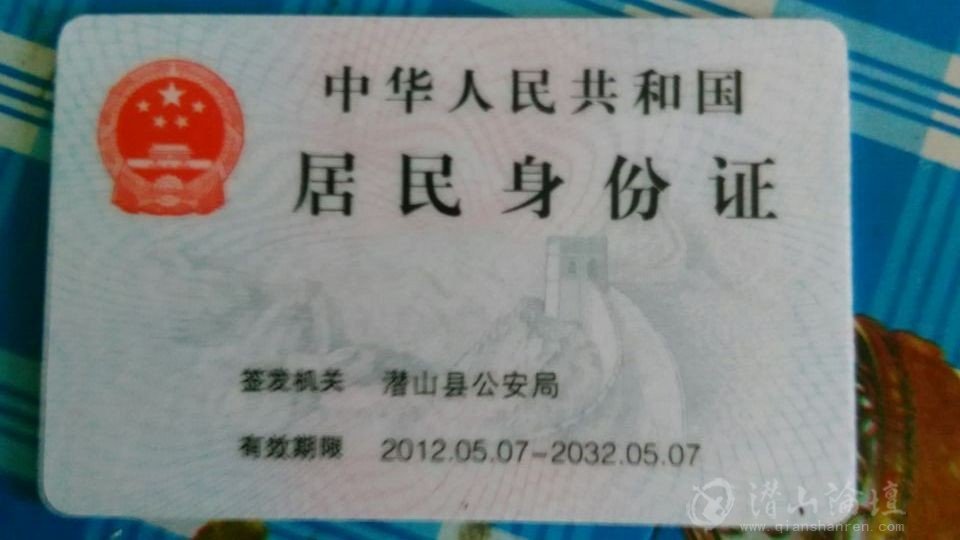 中华人民共和国
居民身份证
签发机关 潜山县公安局
有效期限 2012.05.07-2032.05.07
潜山论坛
www.qianshanren.com